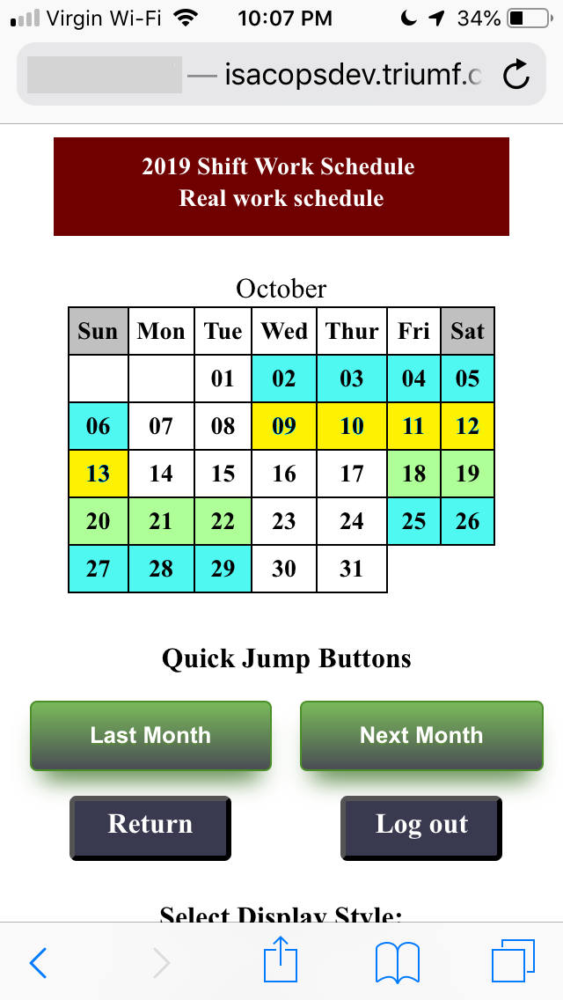 Virgin Wi-Fi 10:07 PM 34%
— isacopsdev.triumf.c
2019 Shift Work Schedule
Real work schedule
October
Sun Mon Tue Wed Thur Fri Sat
01 02 03 04 05
06 07 08 09 10 11 12
13 14 15 16 17 18 19
20 21 22 23 24 25 26
27 28 29 30 31
Quick Jump Buttons
Last Month Next Month
Return Log out
Select Display Style: